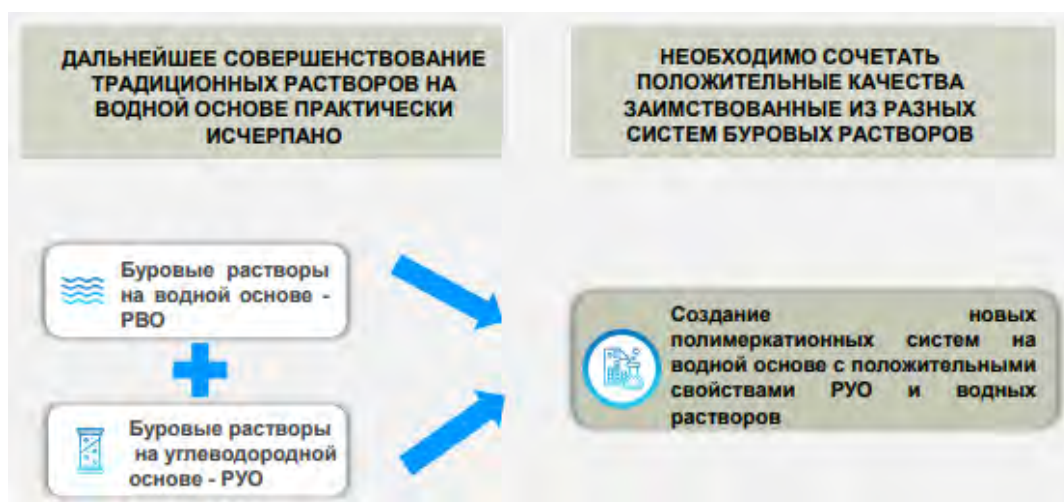 ДАЛЬНЕЙШЕЕ СОВЕРШЕНСТВОВАНИЕ
ТРАДИЦИОННЫХ РАСТВОРОВ НА
ВОДНОЙ ОСНОВЕ ПРАКТИЧЕСКИ
ИСЧЕРПАНО
НЕОБХОДИМО СОЧЕТАТЬ
ПОЛОЖИТЕЛЬНЫЕ КАЧЕСТВА
ЗАИМСТВОВАННЫЕ ИЗ РАЗНЫХ
СИСТЕМ БУРОВЫХ РАСТВОРОВ
Буровые растворы
на водной основе -
РВО
Буровые растворы
на углеводородной
основе - РУО
Создание новых
полимеркатионных систем на
водной основе с положительными
свойствами РУО и водных
растворов